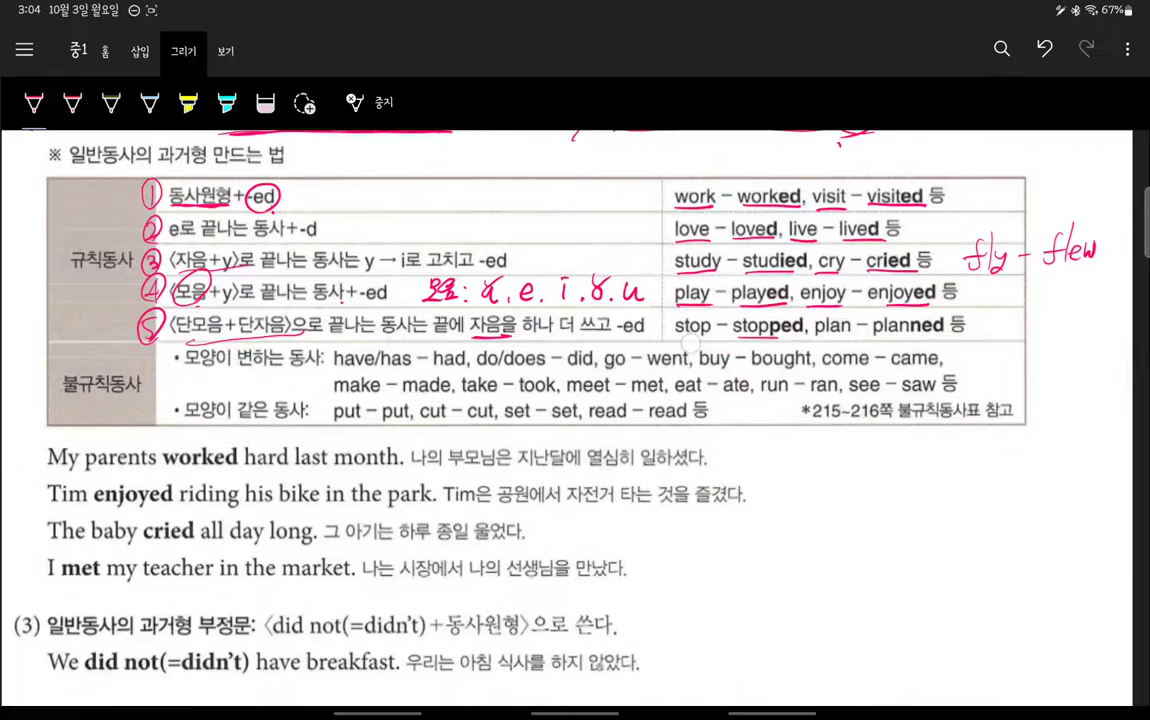 3:04 10월 3일 월요일 67%
중1 홈 삽입 그리기 보기
중지
※ 일반동사의 과거형 만드는 법
규칙동사
① 동사원형+-ed work – worked, visit – visited 등
② e로 끝나는 동사+-d love – loved, live – lived 등
③ 〈자음+y〉로 끝나는 동사는 y → i로 고치고 -ed study – studied, cry – cried 등 fly - flew
④ 〈모음+y〉로 끝나는 동사+-ed 모음: a. e. i. o. u play – played, enjoy – enjoyed 등
⑤ 〈단모음+단자음〉으로 끝나는 동사는 끝에 자음을 하나 더 쓰고 -ed stop – stopped, plan – planned 등
불규칙동사
• 모양이 변하는 동사: have/has – had, do/does – did, go – went, buy – bought, come – came,
make – made, take – took, meet – met, eat – ate, run – ran, see – saw 등
• 모양이 같은 동사: put – put, cut – cut, set – set, read – read 등 *215~216쪽 불규칙동사표 참고
My parents worked hard last month. 나의 부모님은 지난달에 열심히 일하셨다.
Tim enjoyed riding his bike in the park. Tim은 공원에서 자전거 타는 것을 즐겼다.
The baby cried all day long. 그 아기는 하루 종일 울었다.
I met my teacher in the market. 나는 시장에서 나의 선생님을 만났다.
(3) 일반동사의 과거형 부정문: 〈did not(=didn't)+동사원형〉으로 쓴다.
We did not(=didn't) have breakfast. 우리는 아침 식사를 하지 않았다.